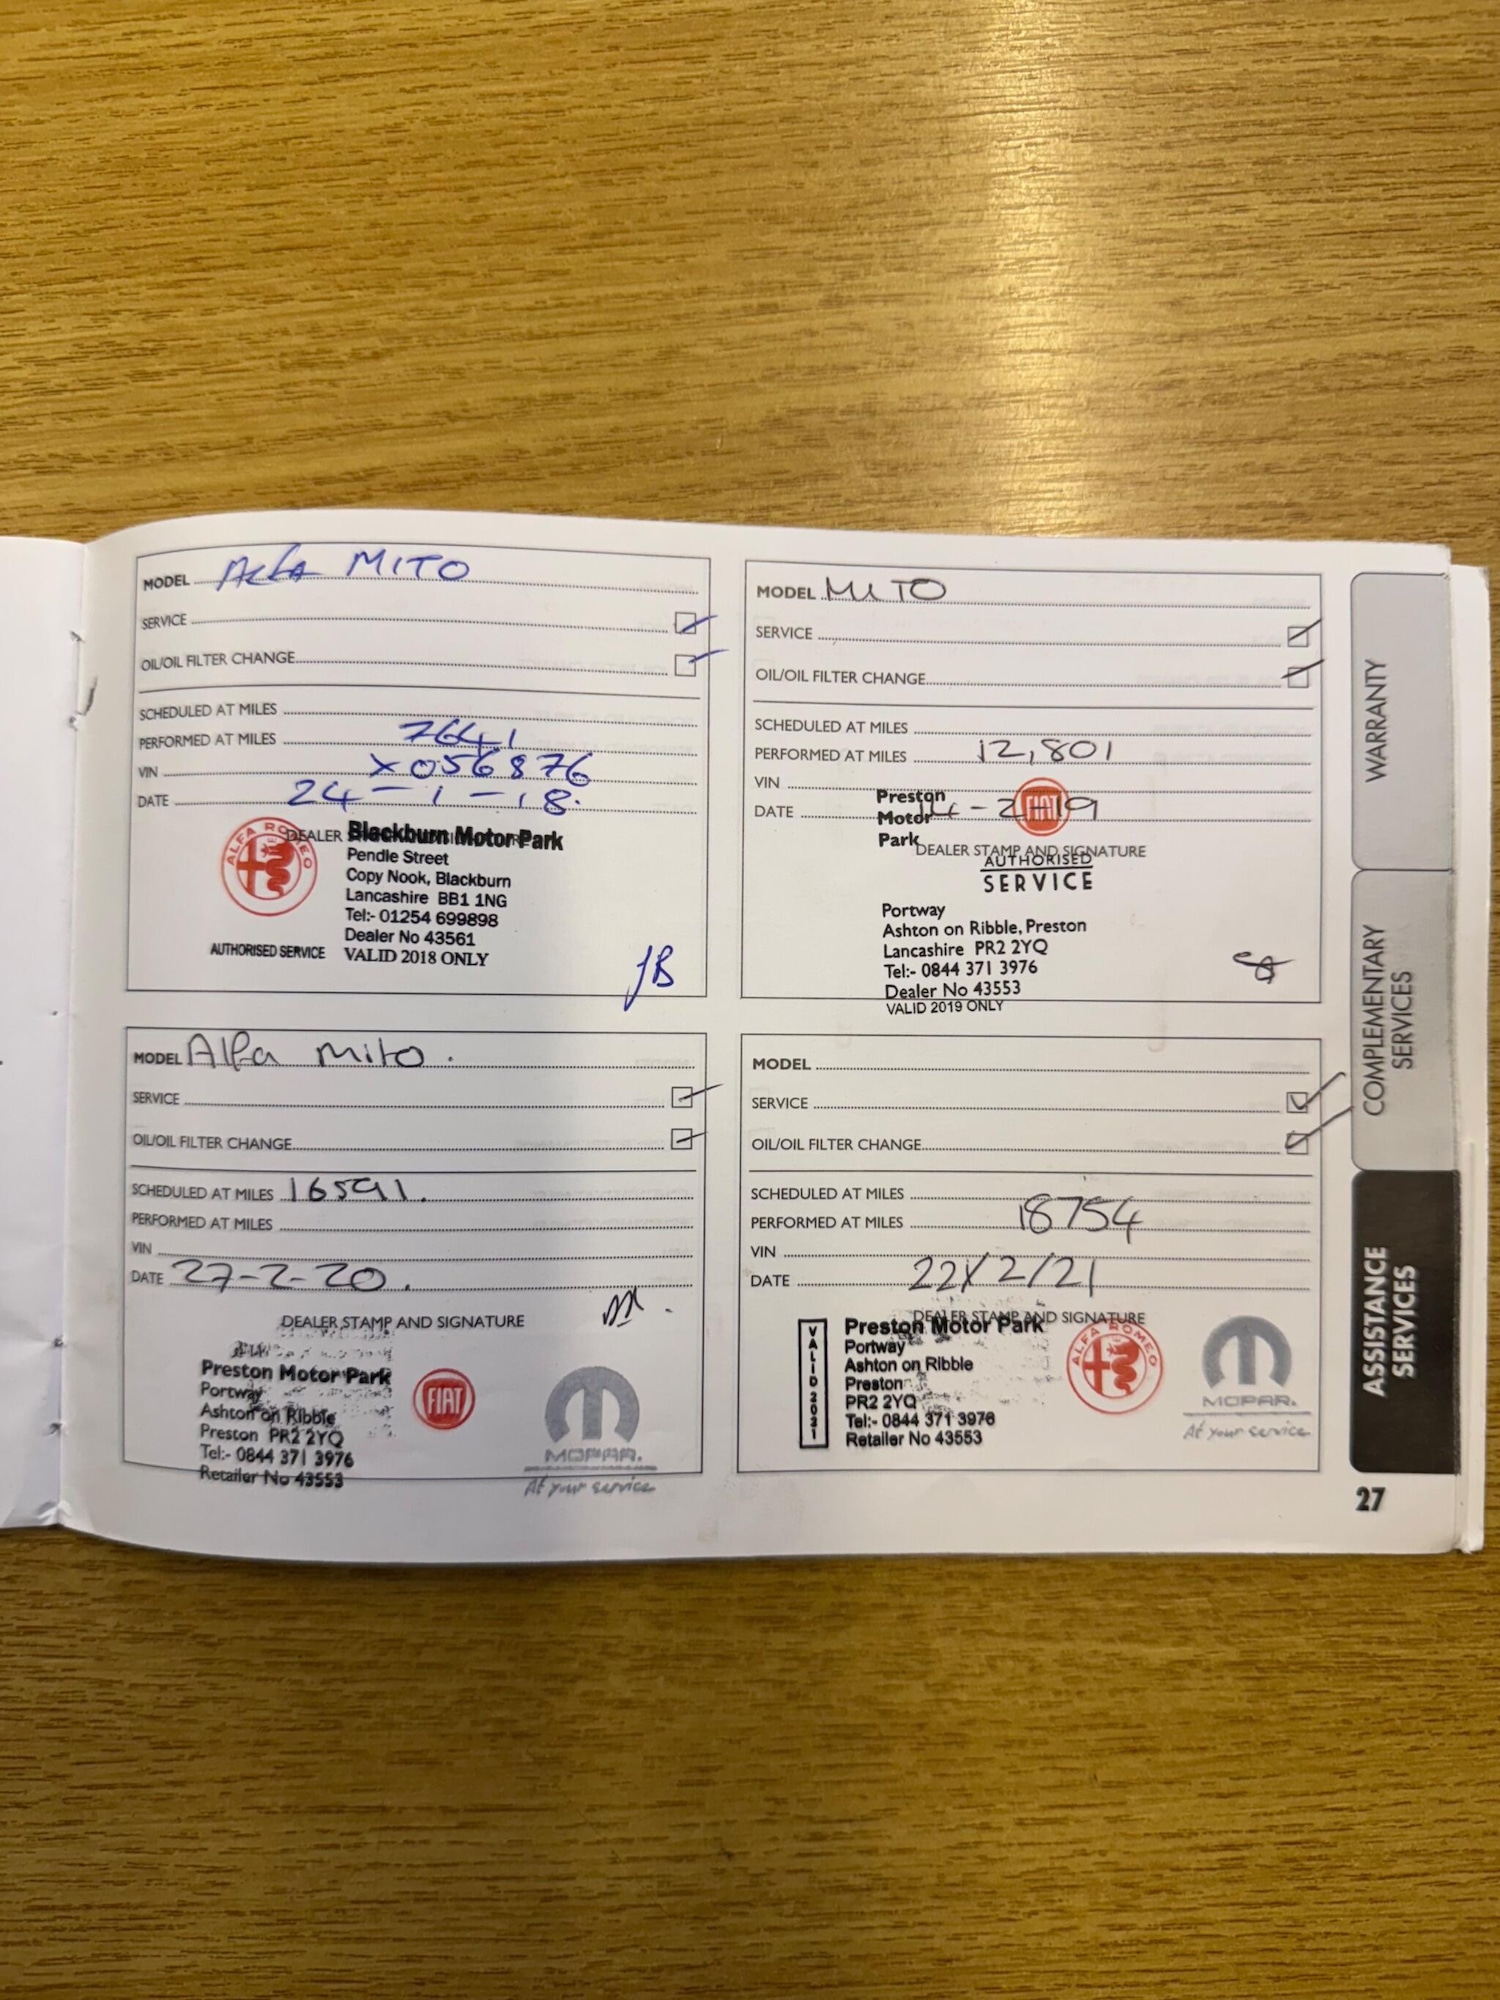 MODEL Alfa MITO
SERVICE
OIL/OIL FILTER CHANGE
SCHEDULED AT MILES
PERFORMED AT MILES 7641
VIN X056876
DATE 24-1-18.
DEALER
ALFA ROMEO
Blackburn Motor Park
Pendle Street
Copy Nook, Blackburn
Lancashire BB1 1NG
Tel:- 01254 699898
Dealer No 43561
AUTHORISED SERVICE VALID 2018 ONLY
JB
MODEL MITO
SERVICE
OIL/OIL FILTER CHANGE
SCHEDULED AT MILES
PERFORMED AT MILES 12,801
VIN
DATE 14-2-19
Preston
Motor
Park
FIAT
DEALER STAMP AND SIGNATURE
AUTHORISED
SERVICE
Portway
Ashton on Ribble, Preston
Lancashire PR2 2YQ
Tel:- 0844 371 3976
Dealer No 43553
VALID 2019 ONLY
MODEL Alfa Mito.
SERVICE
OIL/OIL FILTER CHANGE
SCHEDULED AT MILES 16591.
PERFORMED AT MILES
VIN
DATE 27-2-20.
DEALER STAMP AND SIGNATURE
Preston Motor Park
Portway
Ashton on Ribble
Preston PR2 2YQ
Tel:- 0844 371 3976
Retailer No 43553
FIAT
MOPAR.
At your service
MODEL
SERVICE
OIL/OIL FILTER CHANGE
SCHEDULED AT MILES
PERFORMED AT MILES 18754
VIN
DATE 22/2/21
DEALER STAMP AND SIGNATURE
VALID 2021
Preston Motor Park
Portway
Ashton on Ribble
Preston
PR2 2YQ
Tel:- 0844 371 3976
Retailer No 43553
ALFA ROMEO
MOPAR.
At your service
WARRANTY
COMPLEMENTARY
SERVICES
ASSISTANCE
SERVICES
27